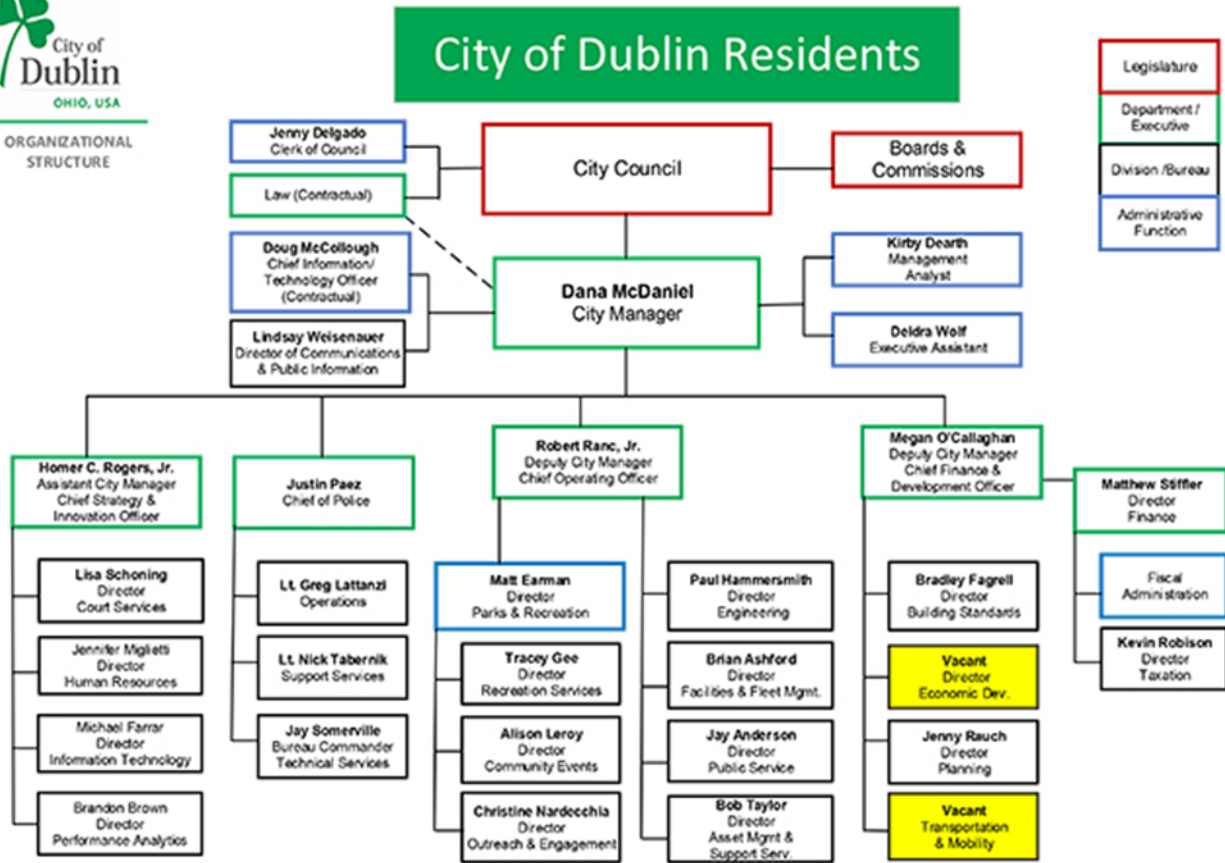 City of
Dublin
OHIO, USA
ORGANIZATIONAL
STRUCTURE
City of Dublin Residents
Legislature
Department /
Executive
Division /Bureau
Administrative
Function
Jenny Delgado
Clerk of Council
Law (Contractual)
City Council
Boards &
Commissions
Doug McCollough
Chief Information/
Technology Officer
(Contractual)
Lindsay Weisenauer
Director of Communications
& Public Information
Dana McDaniel
City Manager
Kirby Dearth
Management
Analyst
Deidra Wolf
Executive Assistant
Homer C. Rogers, Jr.
Assistant City Manager
Chief Strategy &
Innovation Officer
Lisa Schoning
Director
Court Services
Jennifer Miglietti
Director
Human Resources
Michael Farrar
Director
Information Technology
Brandon Brown
Director
Performance Analytics
Justin Paez
Chief of Police
Lt. Greg Lattanzi
Operations
Lt. Nick Tabernik
Support Services
Jay Somerville
Bureau Commander
Technical Services
Robert Ranc, Jr.
Deputy City Manager
Chief Operating Officer
Matt Earman
Director
Parks & Recreation
Tracey Gee
Director
Recreation Services
Alison Leroy
Director
Community Events
Christine Nardecchia
Director
Outreach & Engagement
Paul Hammersmith
Director
Engineering
Brian Ashford
Director
Facilities & Fleet Mgmt.
Jay Anderson
Director
Public Service
Bob Taylor
Director
Asset Mgmt &
Support Serv.
Megan O'Callaghan
Deputy City Manager
Chief Finance &
Development Officer
Bradley Fagrell
Director
Building Standards
Vacant
Director
Economic Dev.
Jenny Rauch
Director
Planning
Vacant
Transportation
& Mobility
Matthew Stiffler
Director
Finance
Fiscal
Administration
Kevin Robison
Director
Taxation